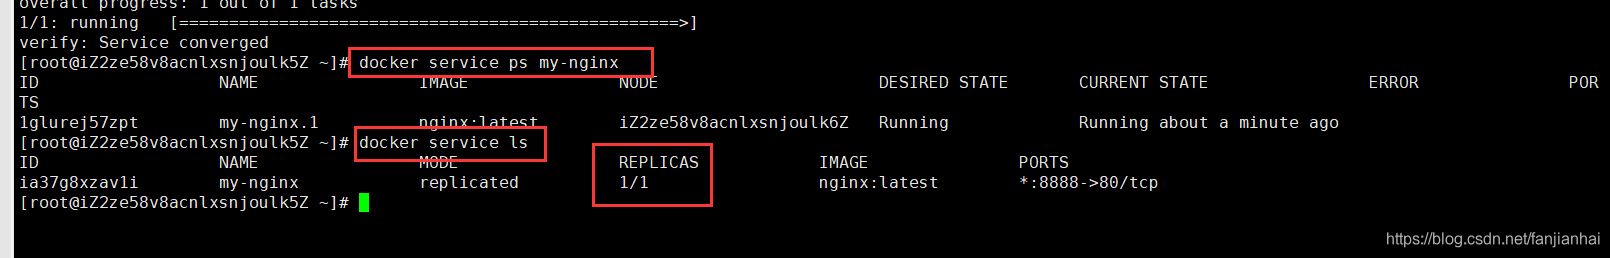 overall progress: 1 out of 1 tasks
1/1: running   [==================================================>]
verify: Service converged
[root@iZ2ze58v8acnlxsnjoulk5Z ~]# docker service ps my-nginx
ID                  NAME                IMAGE               NODE                      DESIRED STATE       CURRENT STATE                ERROR               POR
TS
1glurej57zpt        my-nginx.1          nginx:latest        iZ2ze58v8acnlxsnjoulk6Z   Running             Running about a minute ago
[root@iZ2ze58v8acnlxsnjoulk5Z ~]# docker service ls
ID                  NAME                MODE                REPLICAS            IMAGE               PORTS
ia37g8xzav1i        my-nginx            replicated          1/1                 nginx:latest        *:8888->80/tcp
[root@iZ2ze58v8acnlxsnjoulk5Z ~]#
https://blog.csdn.net/fanjianhai